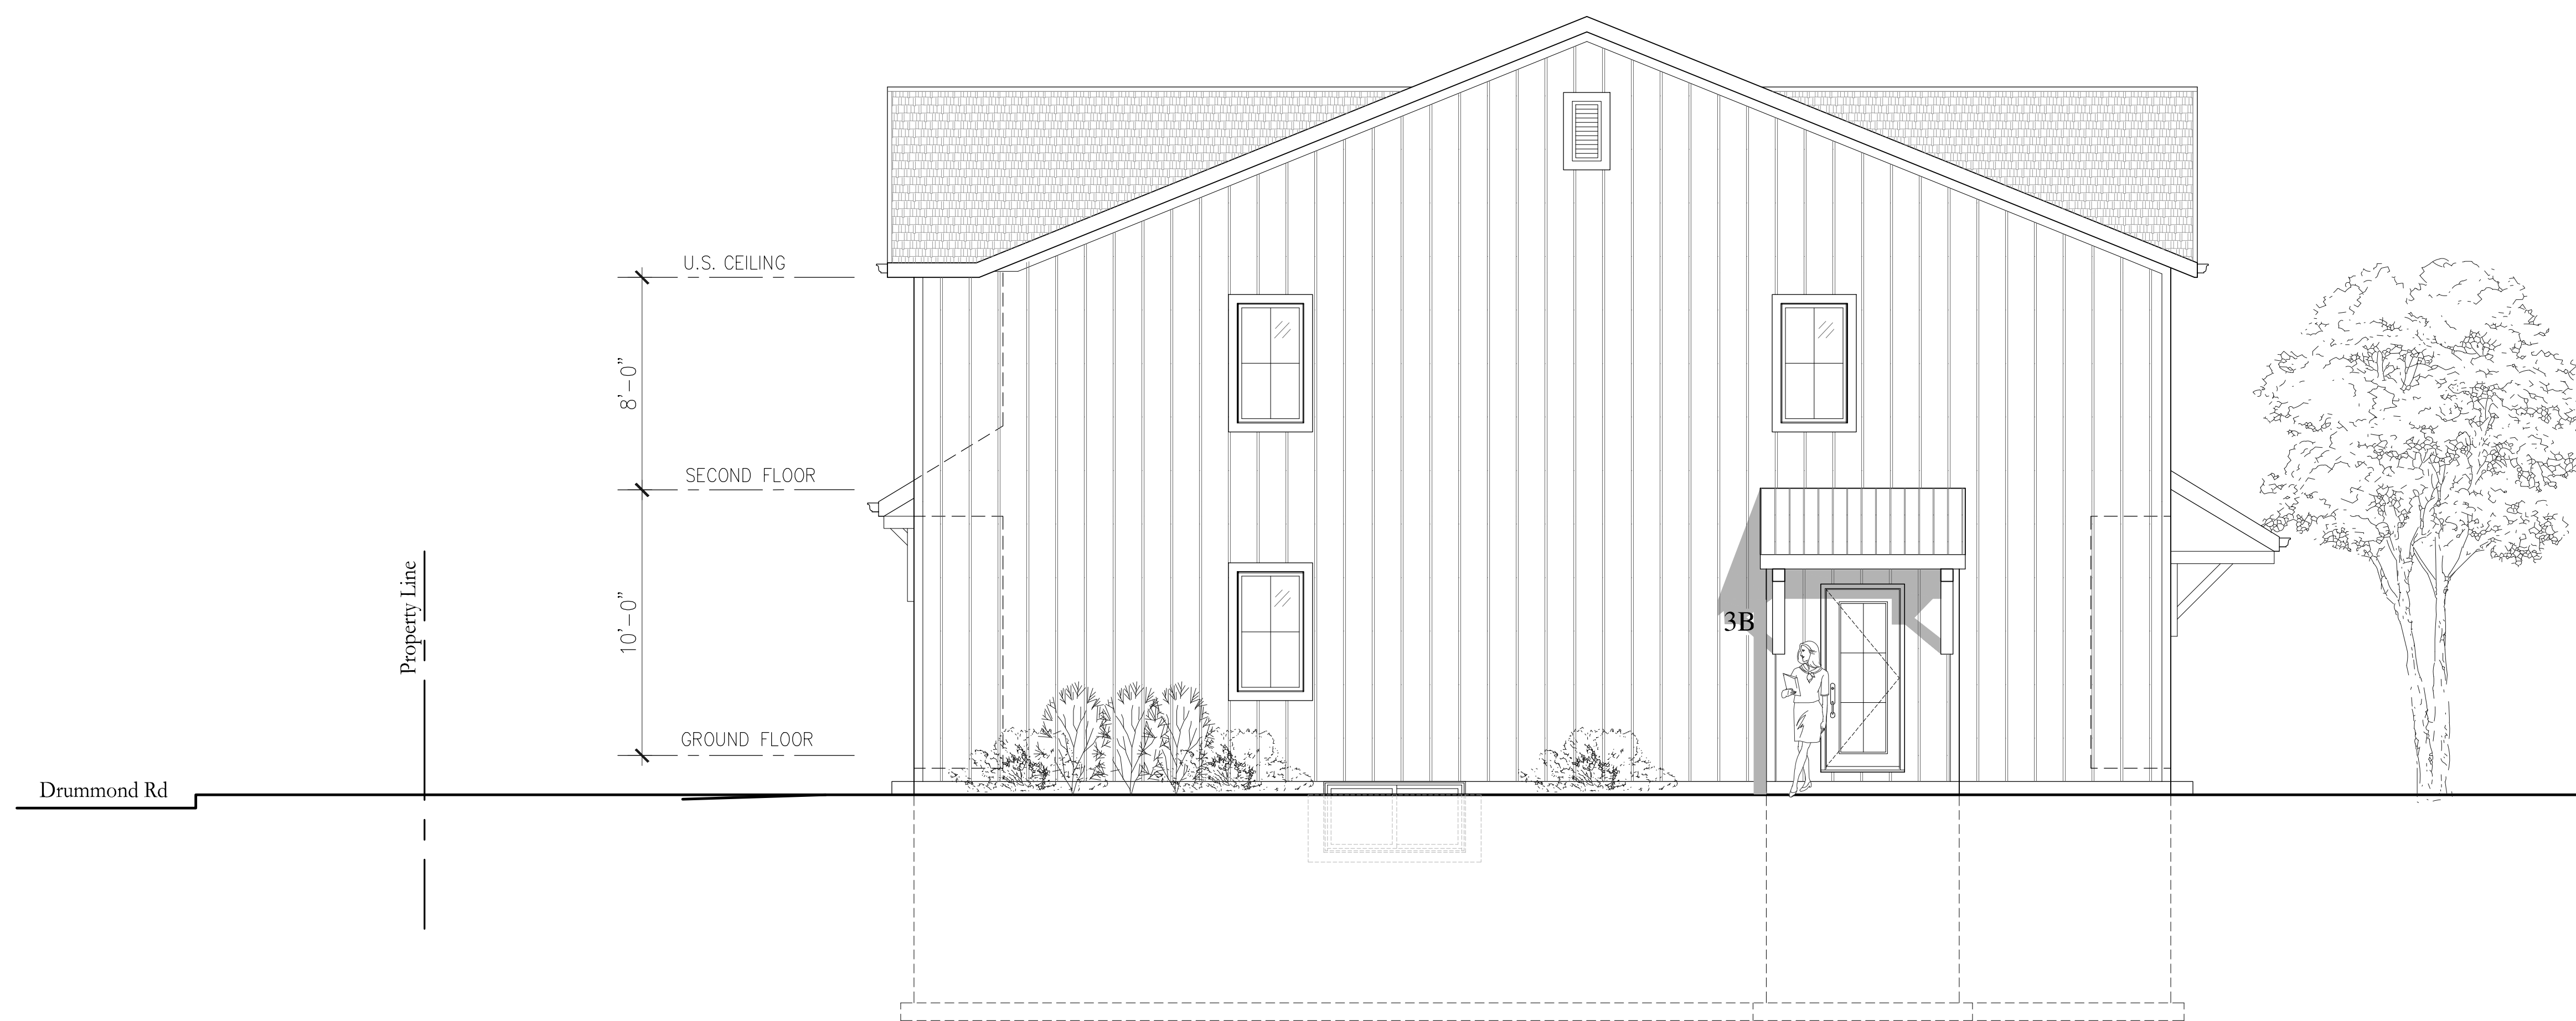 U.S. CEILING
8'-0"
SECOND FLOOR
Property Line
10'-0"
3B
GROUND FLOOR
Drummond Rd